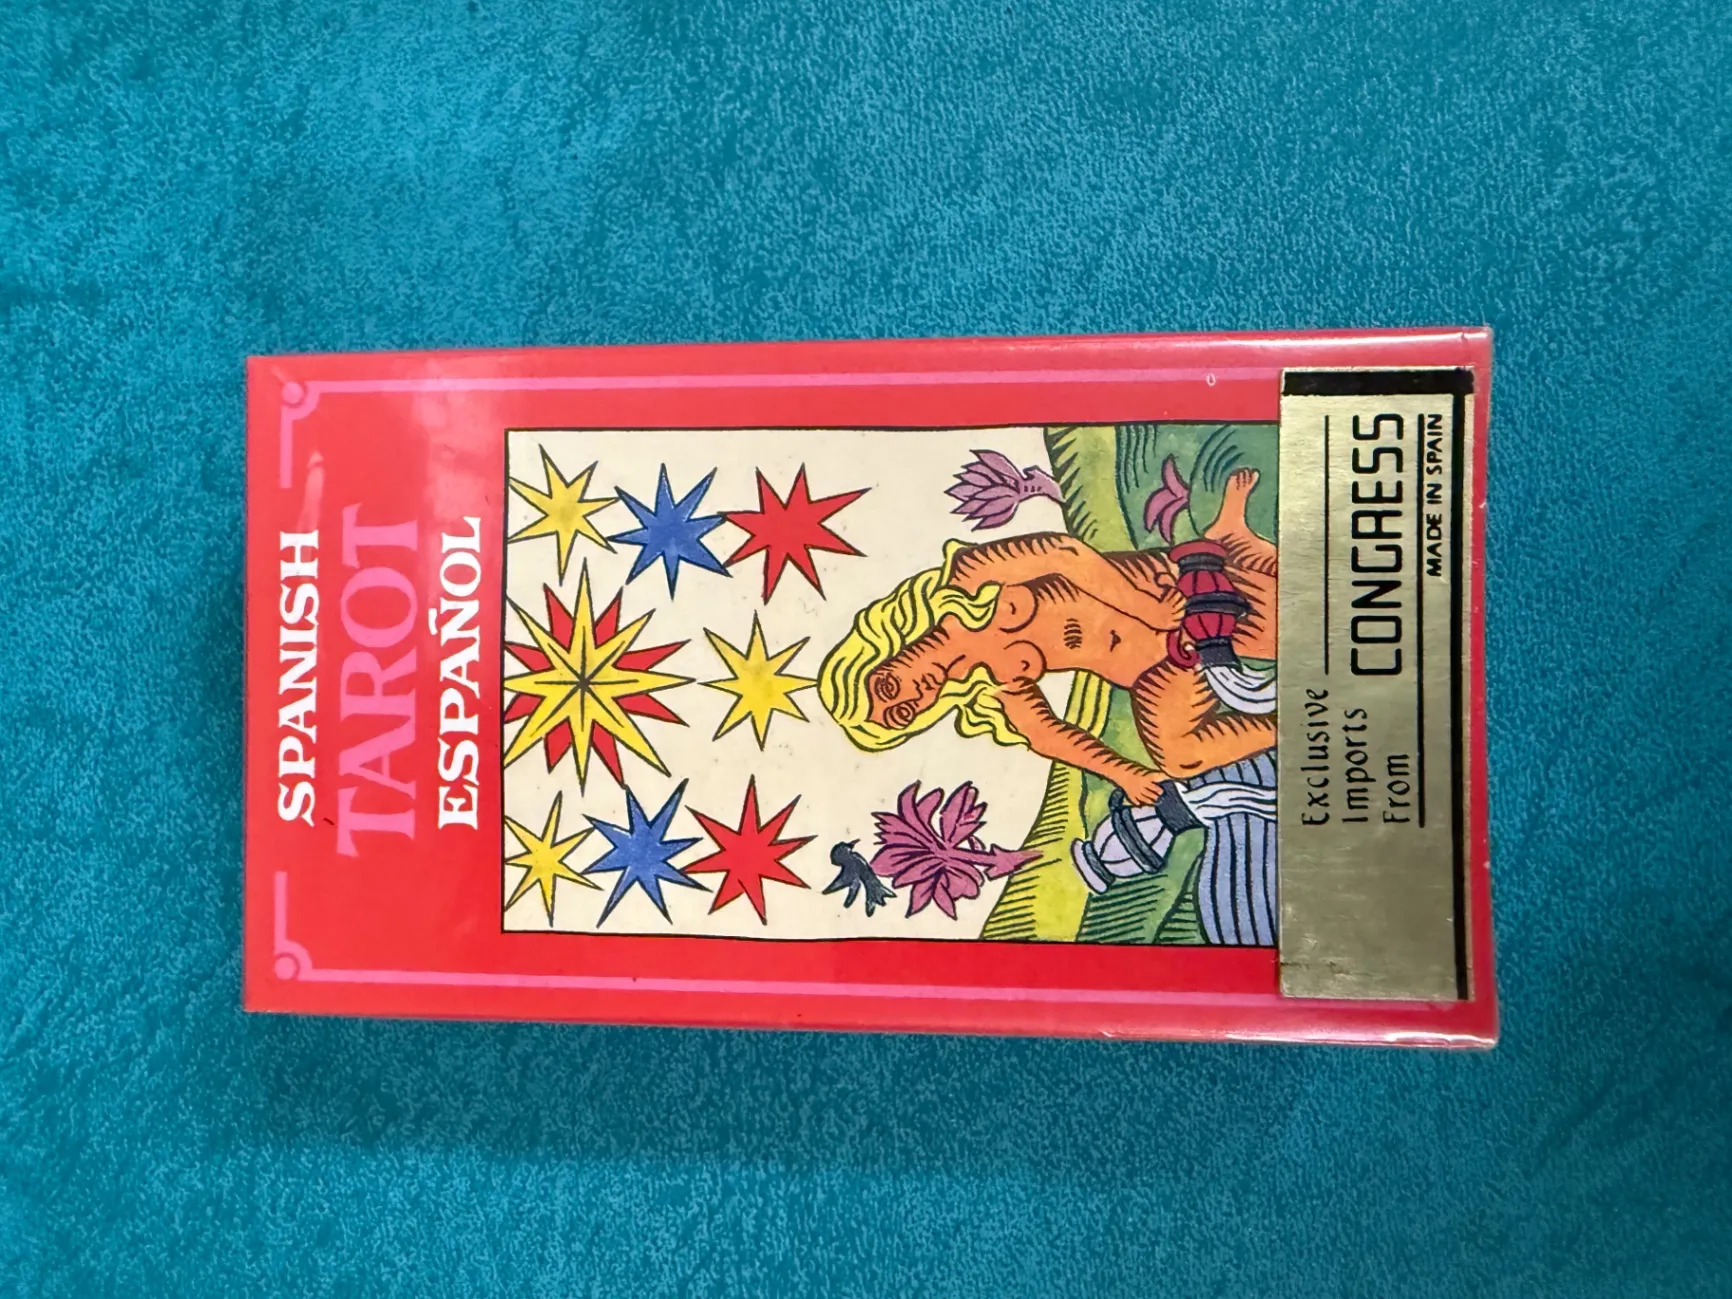 SPANISH
TAROT
ESPAÑOL
Exclusive
Imports
From
CONGRESS
MADE IN SPAIN